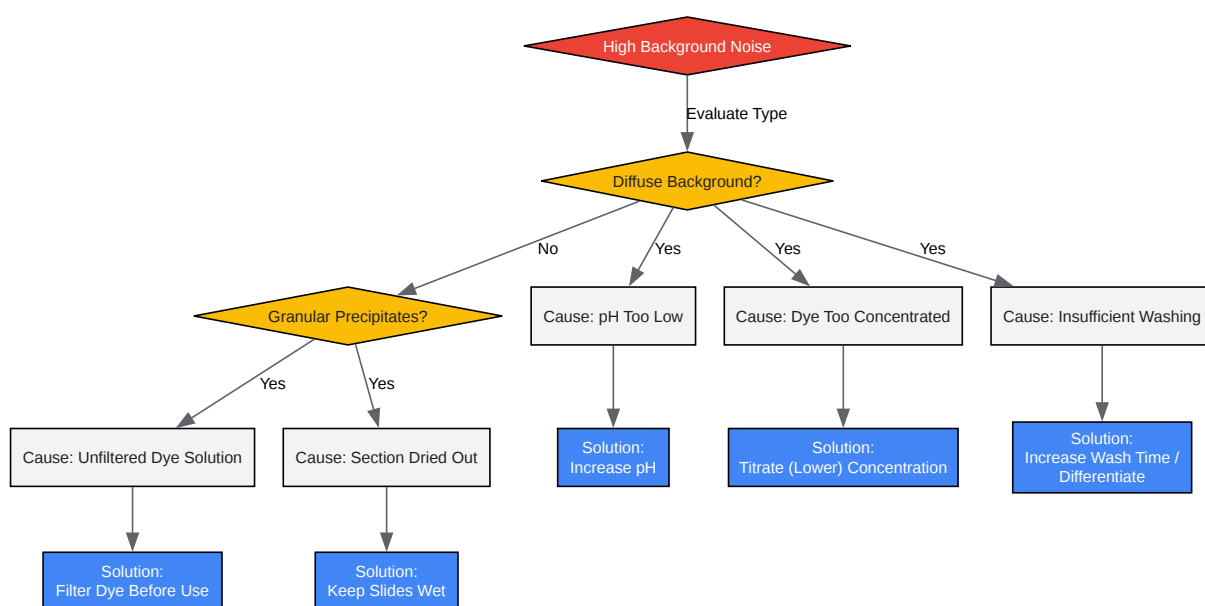 High Background Noise
Evaluate Type
Diffuse Background?
No
Yes
Yes
Yes
Granular Precipitates?
Cause: pH Too Low
Cause: Dye Too Concentrated
Cause: Insufficient Washing
Yes
Yes
Cause: Unfiltered Dye Solution
Cause: Section Dried Out
Solution:
Increase pH
Solution:
Titrate (Lower) Concentration
Solution:
Increase Wash Time /
Differentiate
Solution:
Filter Dye Before Use
Solution:
Keep Slides Wet